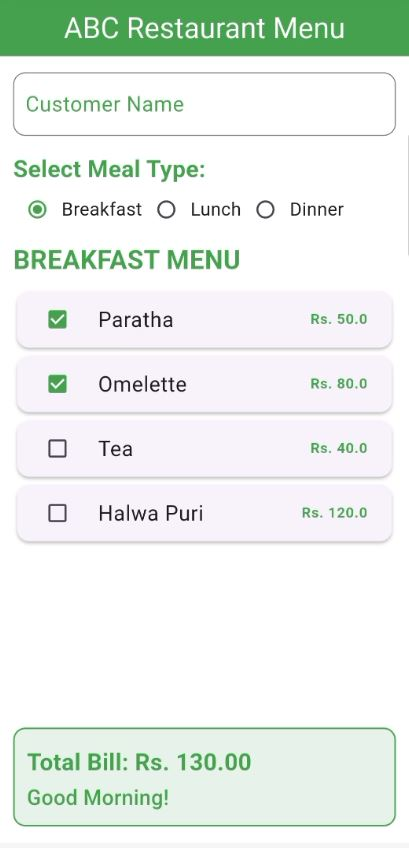 ABC Restaurant Menu
Customer Name
Select Meal Type:
Breakfast Lunch Dinner
BREAKFAST MENU
Paratha Rs. 50.0
Omelette Rs. 80.0
Tea Rs. 40.0
Halwa Puri Rs. 120.0
Total Bill: Rs. 130.00
Good Morning!